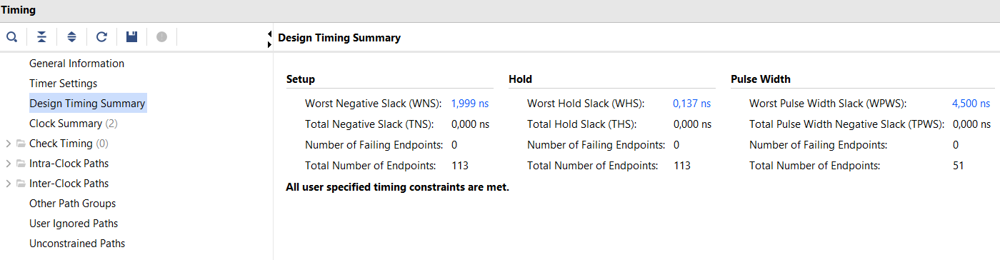 Timing
Design Timing Summary
General Information
Timer Settings
Design Timing Summary
Clock Summary (2)
Check Timing (0)
Intra-Clock Paths
Inter-Clock Paths
Other Path Groups
User Ignored Paths
Unconstrained Paths
Setup
Worst Negative Slack (WNS): 1,999 ns
Total Negative Slack (TNS): 0,000 ns
Number of Failing Endpoints: 0
Total Number of Endpoints: 113
Hold
Worst Hold Slack (WHS): 0,137 ns
Total Hold Slack (THS): 0,000 ns
Number of Failing Endpoints: 0
Total Number of Endpoints: 113
Pulse Width
Worst Pulse Width Slack (WPWS): 4,500 ns
Total Pulse Width Negative Slack (TPWS): 0,000 ns
Number of Failing Endpoints: 0
Total Number of Endpoints: 51
All user specified timing constraints are met.